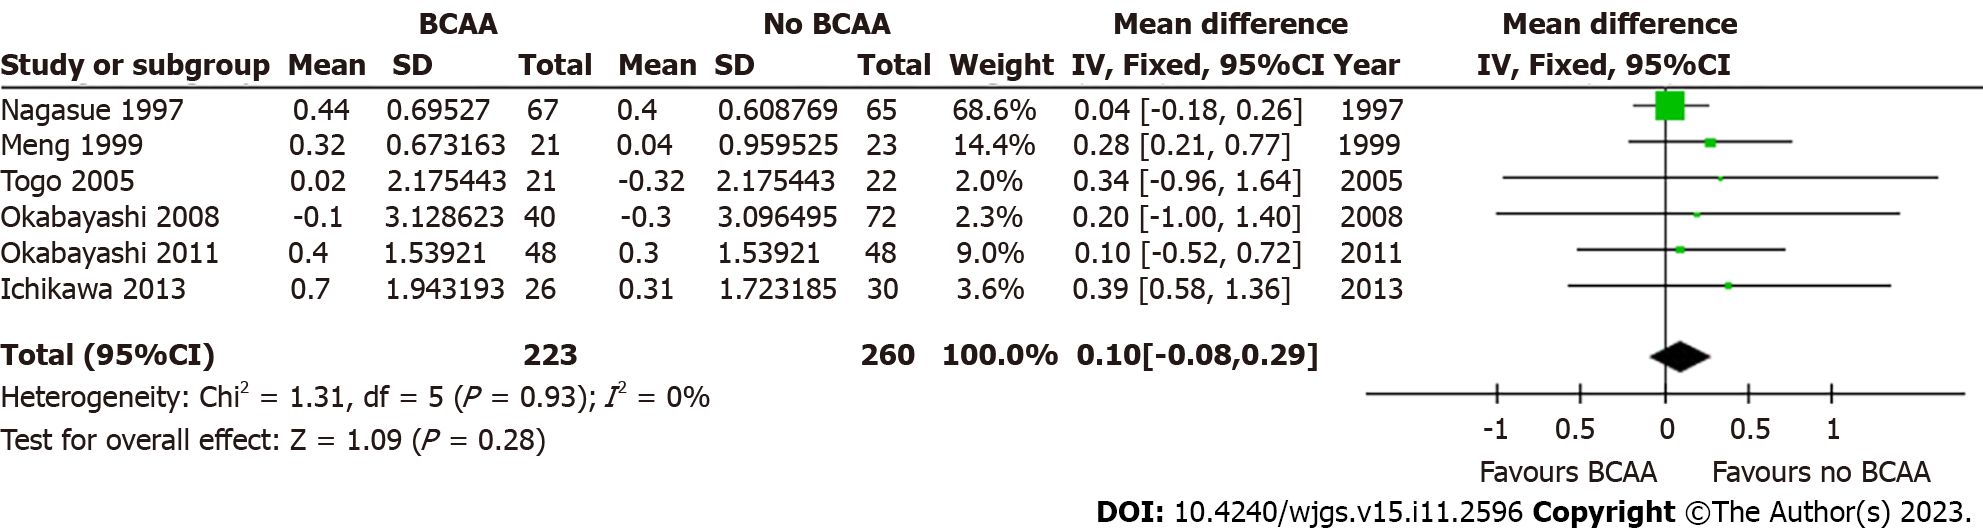 BCAA No BCAA Mean difference Mean difference
Study or subgroup Mean SD Total Mean SD Total Weight IV, Fixed, 95%CI Year IV, Fixed, 95%CI
Nagasue 1997 0.44 0.69527 67 0.4 0.608769 65 68.6% 0.04 [-0.18, 0.26] 1997
Meng 1999 0.32 0.673163 21 0.04 0.959525 23 14.4% 0.28 [0.21, 0.77] 1999
Togo 2005 0.02 2.175443 21 -0.32 2.175443 22 2.0% 0.34 [-0.96, 1.64] 2005
Okabayashi 2008 -0.1 3.128623 40 -0.3 3.096495 72 2.3% 0.20 [-1.00, 1.40] 2008
Okabayashi 2011 0.4 1.53921 48 0.3 1.53921 48 9.0% 0.10 [-0.52, 0.72] 2011
Ichikawa 2013 0.7 1.943193 26 0.31 1.723185 30 3.6% 0.39 [0.58, 1.36] 2013
Total (95%CI) 223 260 100.0% 0.10[-0.08,0.29]
Heterogeneity: Chi² = 1.31, df = 5 (P = 0.93); I² = 0%
Test for overall effect: Z = 1.09 (P = 0.28)
-1 0.5 0 0.5 1
Favours BCAA Favours no BCAA
DOI: 10.4240/wjgs.v15.i11.2596 Copyright ©The Author(s) 2023.